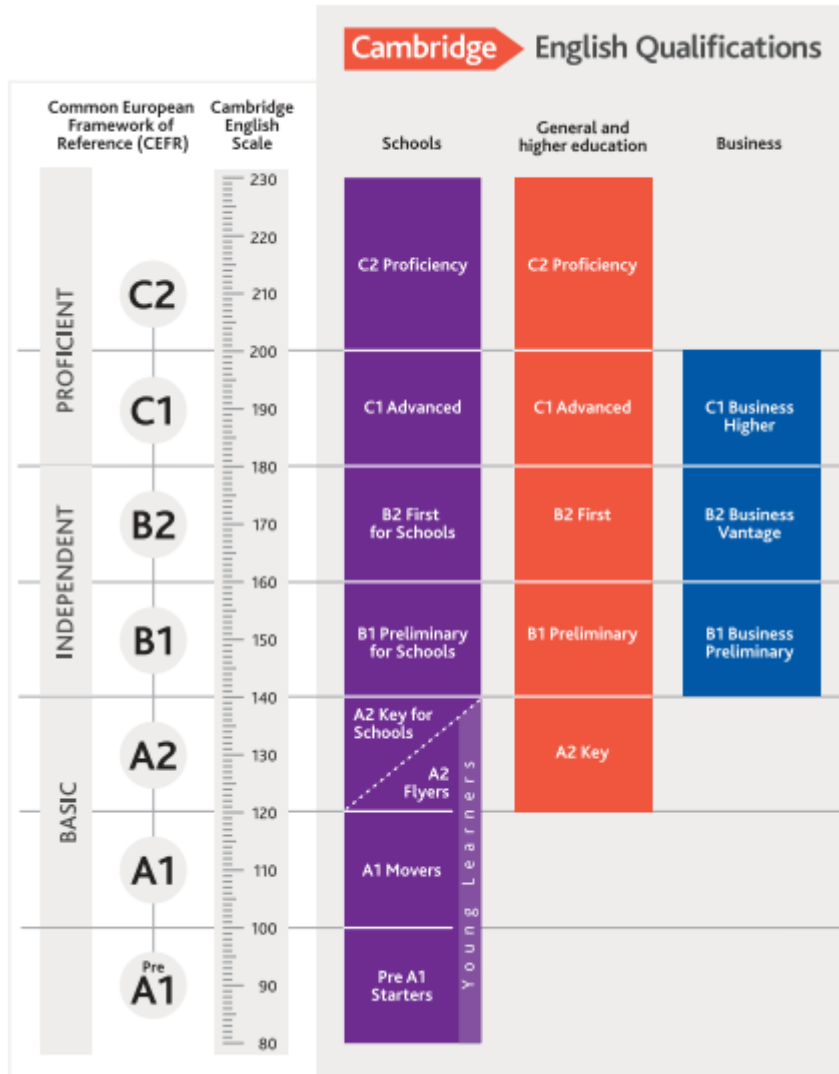 Cambridge English Qualifications
Common European
Framework of
Reference (CEFR)
Cambridge
English
Scale
Schools
General and
higher education
Business
PROFICIENT
INDEPENDENT
BASIC
C2
C1
B2
B1
A2
A1
Pre
A1
230
220
210
200
190
180
170
160
150
140
130
120
110
100
90
80
C2 Proficiency
C1 Advanced
B2 First
for Schools
B1 Preliminary
for Schools
A2 Key for
Schools
A2
Flyers
A1 Movers
Pre A1
Starters
Young Learners
C2 Proficiency
C1 Advanced
B2 First
B1 Preliminary
A2 Key
C1 Business
Higher
B2 Business
Vantage
B1 Business
Preliminary